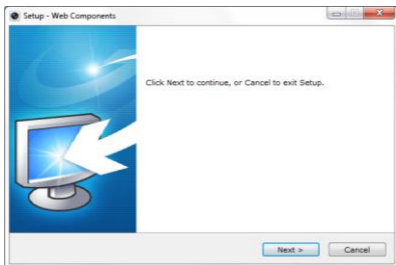 Setup - Web Components
Click Next to continue, or Cancel to exit Setup.
Next >
Cancel